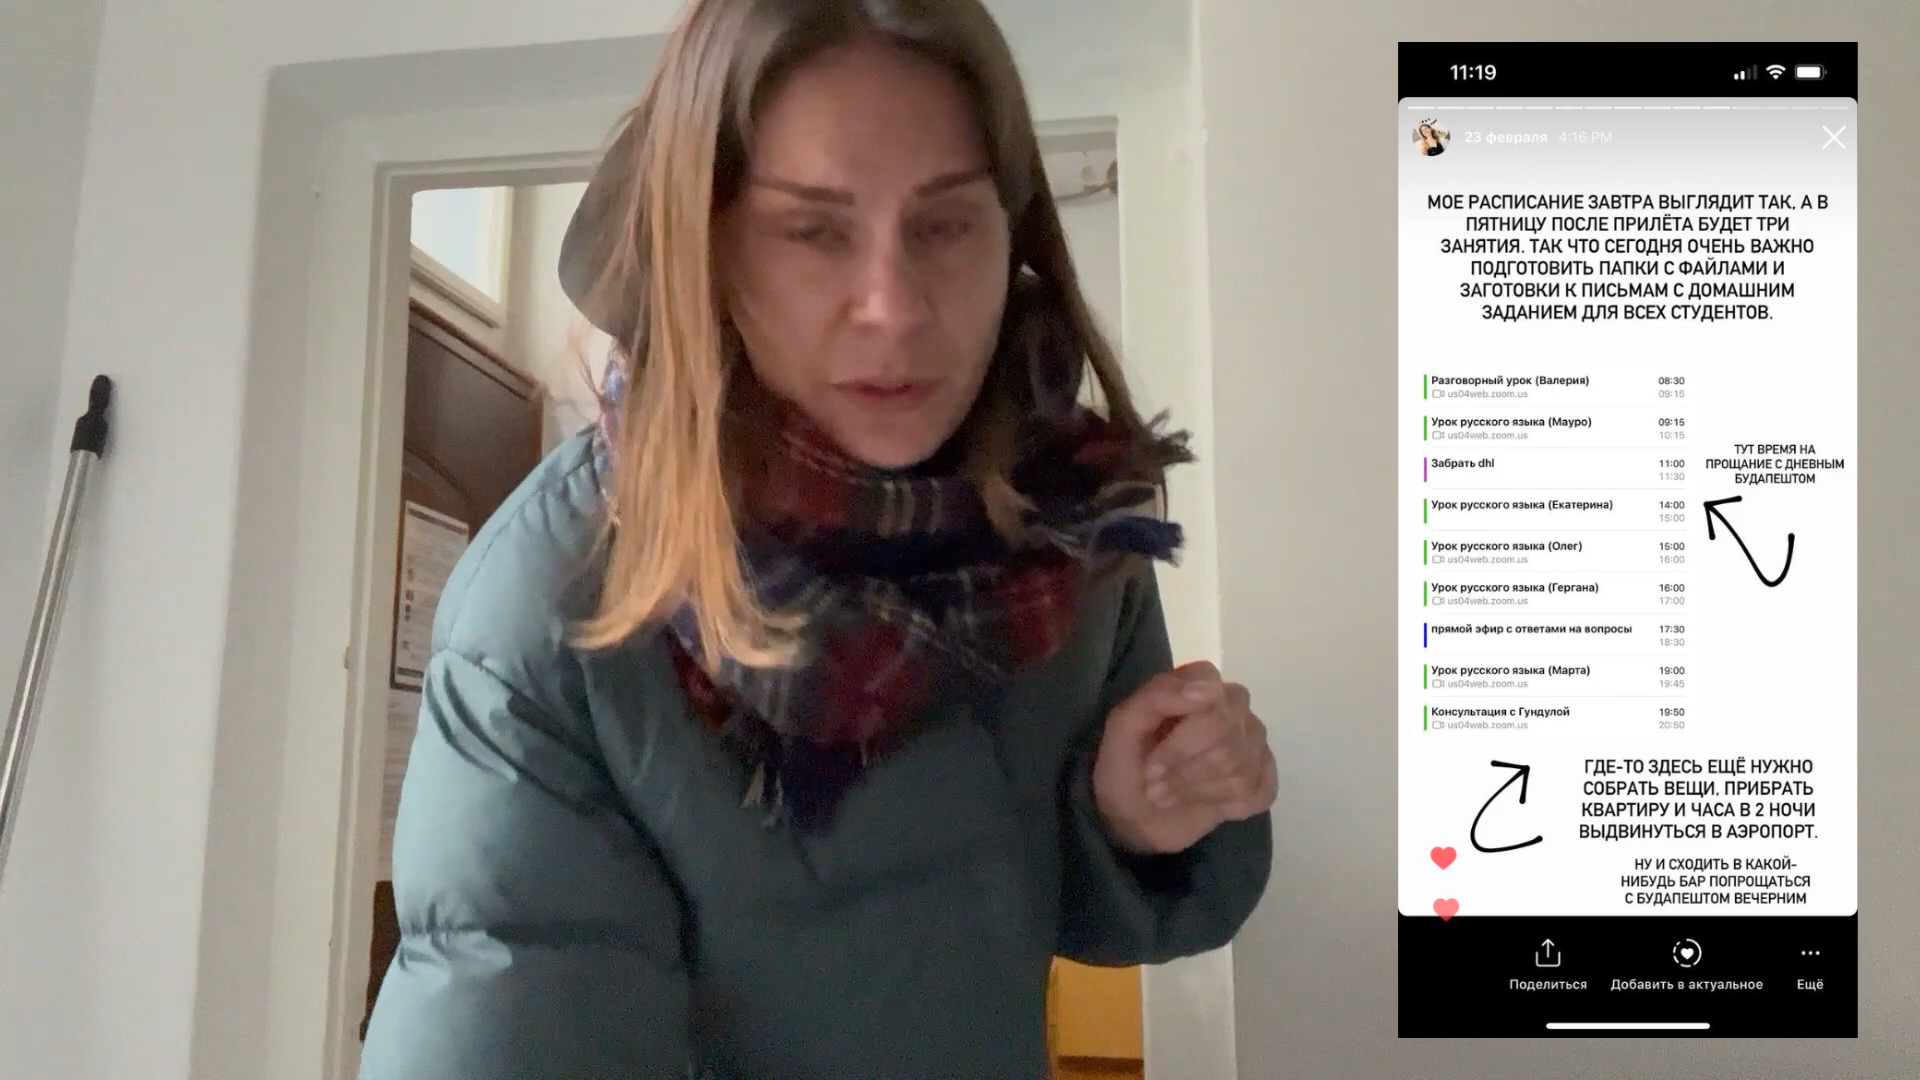 11:19
23 февраля 4:16 PM
МОЕ РАСПИСАНИЕ ЗАВТРА ВЫГЛЯДИТ ТАК, А В
ПЯТНИЦУ ПОСЛЕ ПРИЛЁТА БУДЕТ ТРИ
ЗАНЯТИЯ. ТАК ЧТО СЕГОДНЯ ОЧЕНЬ ВАЖНО
ПОДГОТОВИТЬ ПАПКИ С ФАЙЛАМИ И
ЗАГОТОВКИ К ПИСЬМАМ С ДОМАШНИМ
ЗАДАНИЕМ ДЛЯ ВСЕХ СТУДЕНТОВ.
Разговорный урок (Валерия) 08:30
us04web.zoom.us 09:15
Урок русского языка (Мауро) 09:15
us04web.zoom.us 10:15
Забрать dhl 11:00
11:30
Урок русского языка (Екатерина) 14:00
15:00
Урок русского языка (Олег) 15:00
us04web.zoom.us 16:00
Урок русского языка (Гергана) 16:00
us04web.zoom.us 17:00
прямой эфир с ответами на вопросы 17:30
18:30
Урок русского языка (Марта) 19:00
us04web.zoom.us 19:45
Консультация с Гундулой 19:50
us04web.zoom.us 20:50
ТУТ ВРЕМЯ НА
ПРОЩАНИЕ С ДНЕВНЫМ
БУДАПЕШТОМ
ГДЕ-ТО ЗДЕСЬ ЕЩЁ НУЖНО
СОБРАТЬ ВЕЩИ, ПРИБРАТЬ
КВАРТИРУ И ЧАСА В 2 НОЧИ
ВЫДВИНУТЬСЯ В АЭРОПОРТ.
НУ И СХОДИТЬ В КАКОЙ-
НИБУДЬ БАР ПОПРОЩАТЬСЯ
С БУДАПЕШТОМ ВЕЧЕРНИМ
Поделиться
Добавить в актуальное
Ещё